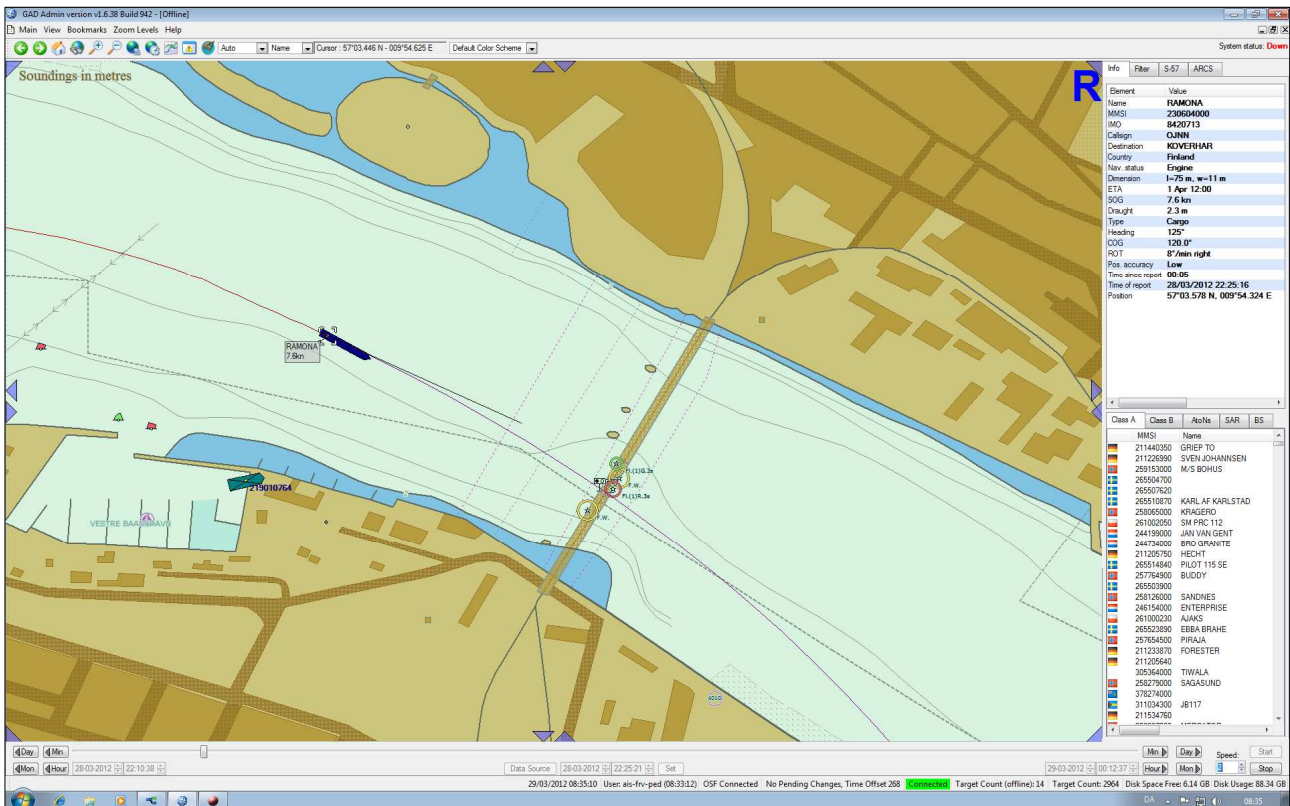 GAD Admin version v1.6.38 Build 942 - [Offline]
Main View Bookmarks Zoom Levels Help
Auto Name Cursor : 57°03.446 N - 009°54.625 E Default Color Scheme System status: Down
Soundings in metres
R
Info Filter S-57 ARCS
Element Value
Name RAMONA
MMSI 230604000
IMO 8420713
Callsign OJNN
Destination KOVERHAR
Country Finland
Nav. status Engine
Dimension l=75 m, w=11 m
ETA 1 Apr 12:00
SOG 7.6 kn
Draught 2.3 m
Type Cargo
Heading 125°
COG 120.0°
ROT 8°/min right
Pos. accuracy Low
Time since report 00:05
Time of report 28/03/2012 22:25:16
Position 57°03.578 N, 009°54.324 E
RAMONA
7.6kn
Fl.(1)G.3s
F.W.
Fl.(1)R.3s
F.W.
219010764
VESTRE BAADHAVN
Class A Class B AtoNs SAR BS
MMSI Name
211440350 GRIEP TO
211226990 SVEN JOHANNSEN
259153000 M/S BOHUS
265504700
265507620
265510870 KARL AF KARLSTAD
258065000 KRAGERO
261002050 SM PRC 112
244199000 JAN VAN GENT
244734000 BRO GRANITE
211205750 HECHT
265514840 PILOT 115 SE
257764900 BUDDY
265503900
258126000 SANDNES
246154000 ENTERPRISE
261000230 AJAKS
265523890 EBBA BRAHE
257654500 PIRAJA
211233870 FORESTER
211205640
305364000 TIWALA
258279000 SAGASUND
378274000
311034300 JB117
211534760
Day Min Min Day Speed: Start
Mon Hour 28-03-2012 22:10:38 Data Source 28-03-2012 22:25:21 Set 29-03-2012 00:12:37 Hour Mon 2 Stop
29/03/2012 08:35:10 User: ais-frv-ped (08:33:12) OSF Connected No Pending Changes, Time Offset 268 Connected Target Count (offline): 14 Target Count: 2964 Disk Space Free: 6.14 GB Disk Usage: 88.34 GB
DA 08:35